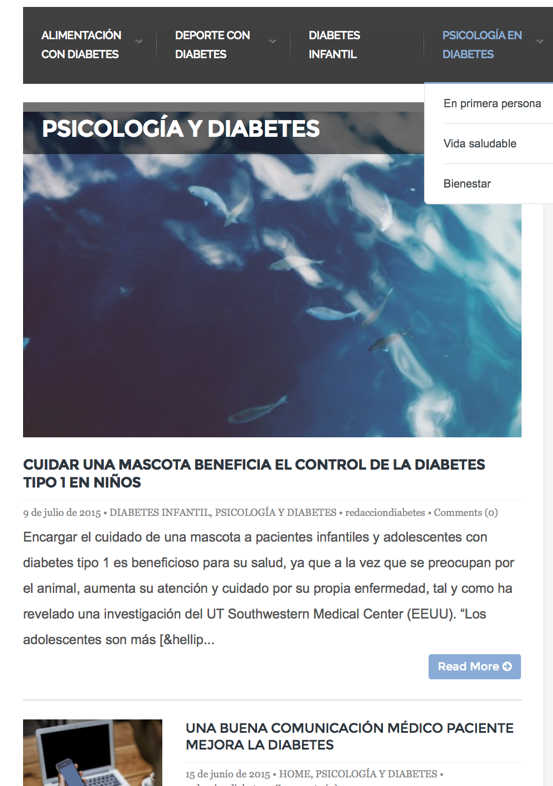 ALIMENTACIÓN
CON DIABETES
DEPORTE CON
DIABETES
DIABETES
INFANTIL
PSICOLOGÍA EN
DIABETES
En primera persona
Vida saludable
Bienestar
PSICOLOGÍA Y DIABETES
CUIDAR UNA MASCOTA BENEFICIA EL CONTROL DE LA DIABETES
TIPO 1 EN NIÑOS
9 de julio de 2015 • DIABETES INFANTIL, PSICOLOGÍA Y DIABETES • redacciondiabetes • Comments (0)
Encargar el cuidado de una mascota a pacientes infantiles y adolescentes con
diabetes tipo 1 es beneficioso para su salud, ya que a la vez que se preocupan por
el animal, aumenta su atención y cuidado por su propia enfermedad, tal y como ha
revelado una investigación del UT Southwestern Medical Center (EEUU). “Los
adolescentes son más [&hellip...
Read More
UNA BUENA COMUNICACIÓN MÉDICO PACIENTE
MEJORA LA DIABETES
15 de junio de 2015 • HOME, PSICOLOGÍA Y DIABETES •